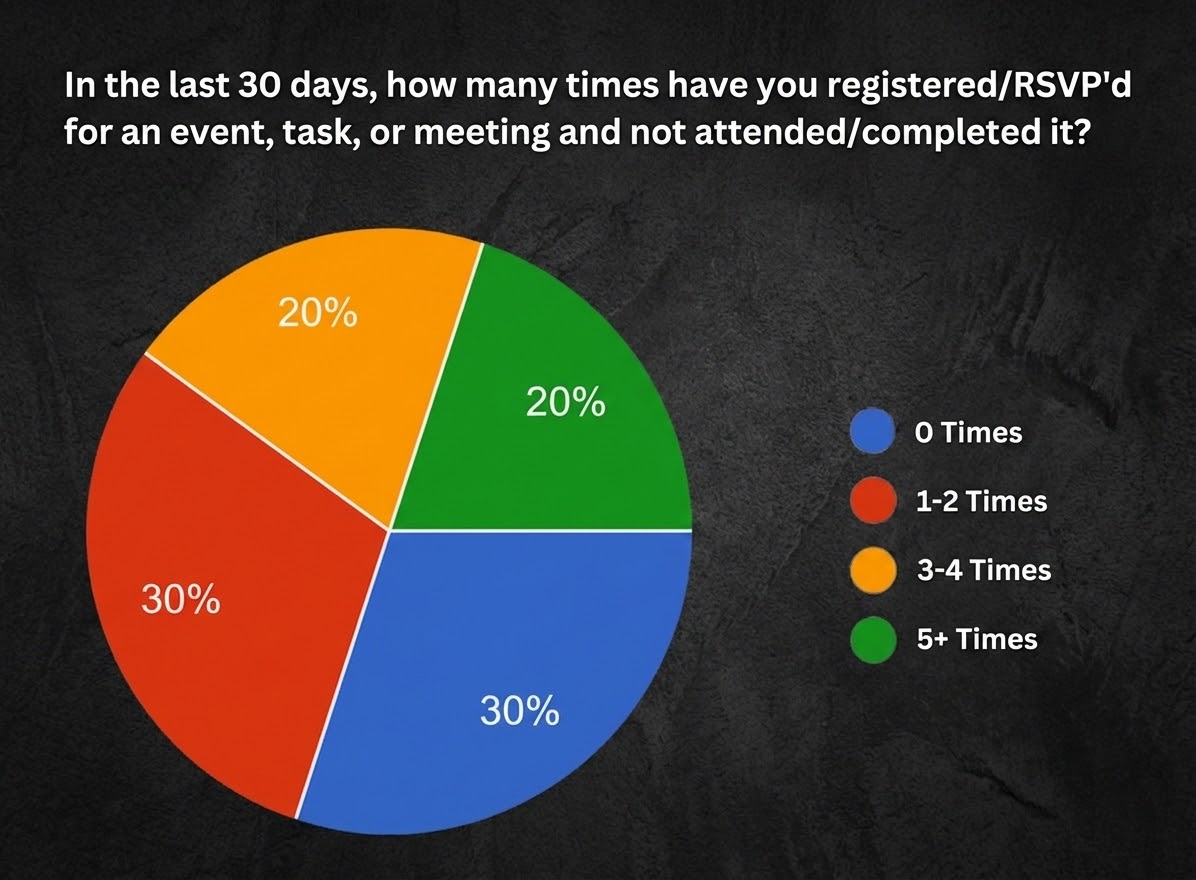 In the last 30 days, how many times have you registered/RSVP'd
for an event, task, or meeting and not attended/completed it?
20%
20%
30%
30%
0 Times
1-2 Times
3-4 Times
5+ Times